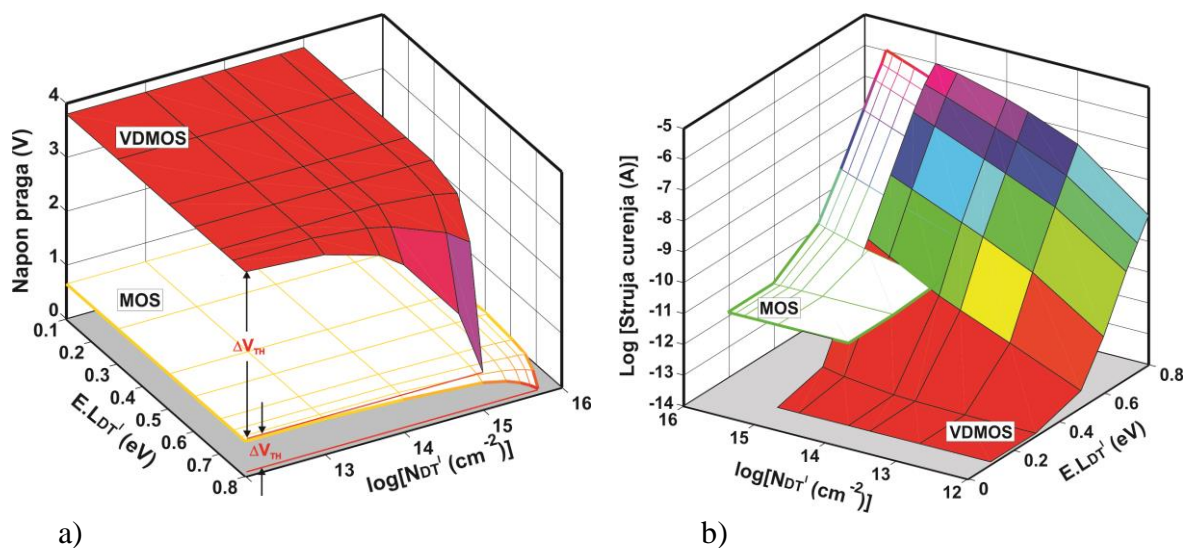 4
3
2
1
0
Napon praga (V)
VDMOS
MOS
ΔV_TH
ΔV_TH
0.1
0.2
0.3
0.4
0.5
0.6
0.7
0.8
E.L_DT^I (eV)
13
14
15
16
log[N_DT^I (cm^-2)]
a)
-5
-6
-7
-8
-9
-10
-11
-12
-13
-14
Log [Struja curenja (A)]
MOS
VDMOS
16
15
14
13
12
log[N_DT^I (cm^-2)]
0
0.2
0.4
0.6
0.8
E.L_DT^I (eV)
b)